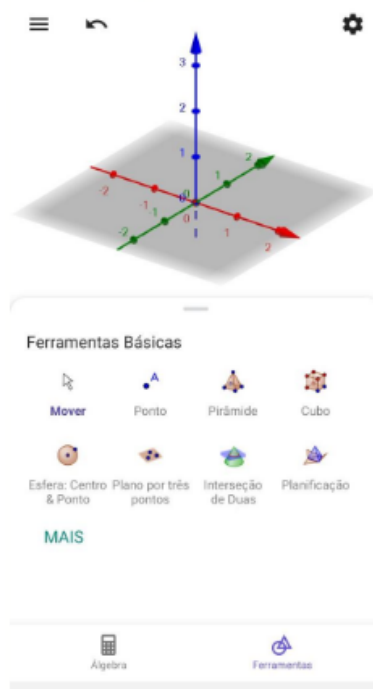 3
2
1
2
1
0
0
0
-1
-2
-1
-2
1
2
Ferramentas Básicas
Mover
A
Ponto
Pirâmide
Cubo
Esfera: Centro
& Ponto
Plano por três
pontos
Interseção
de Duas
Planificação
MAIS
Álgebra
Ferramentas